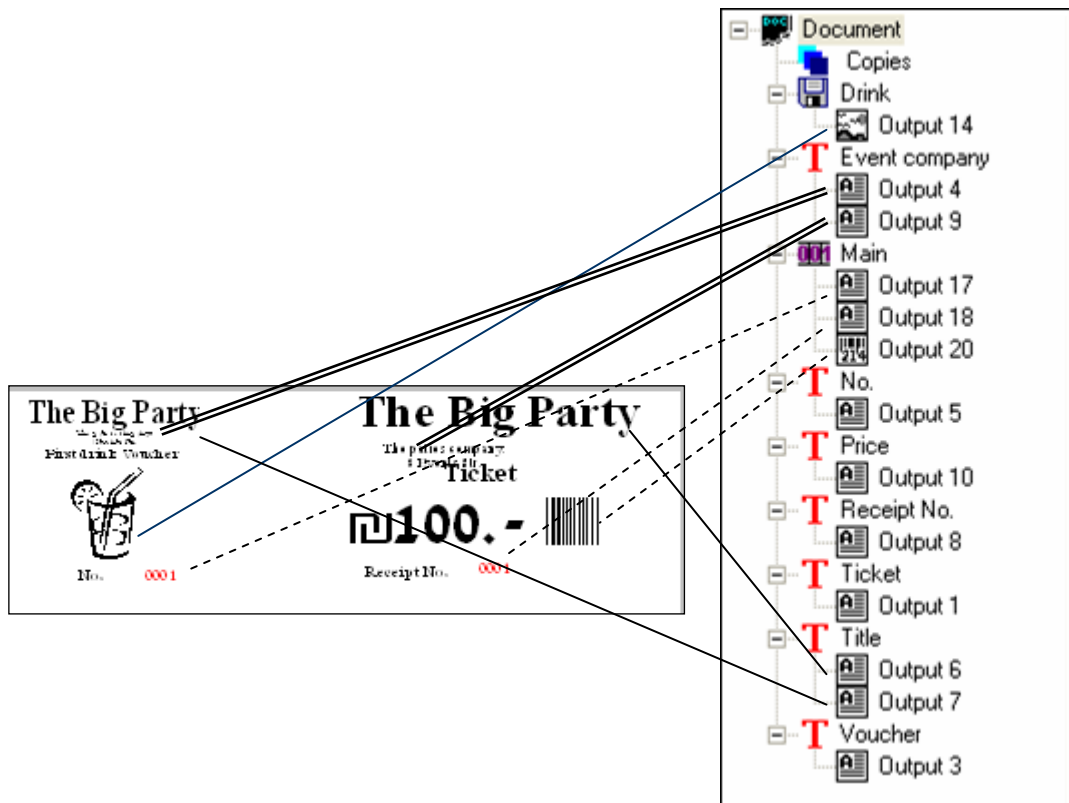 The Big Party
First drink Voucher
No. 0001
The Big Party
The parties company
Ticket
₪100.-
Receipt No. 0001
DOC
Document
Copies
Drink
Output 14
Event company
Output 4
Output 9
001
Main
Output 17
Output 18
214
Output 20
T No.
A Output 5
T Price
A Output 10
T Receipt No.
A Output 8
T Ticket
A Output 1
T Title
A Output 6
A Output 7
T Voucher
A Output 3